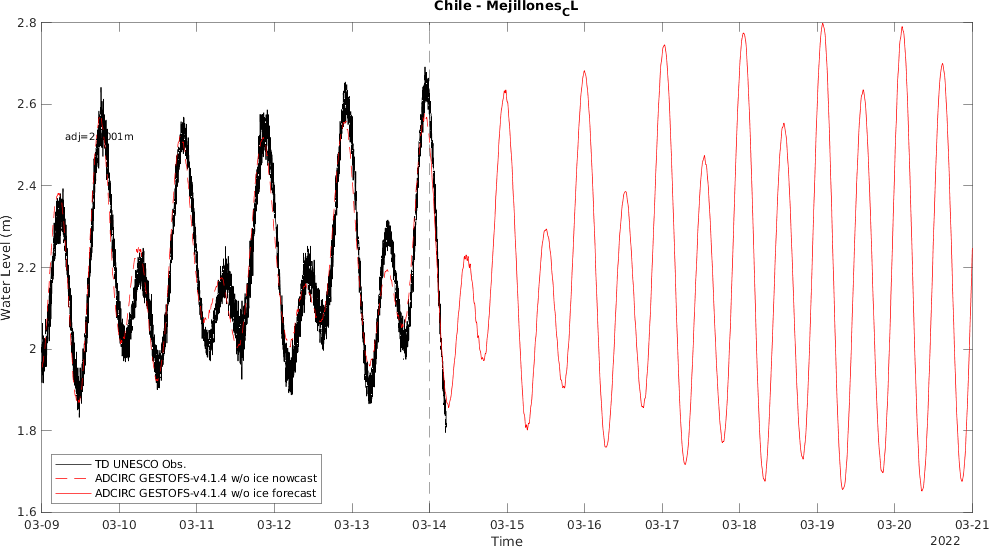 Chile - Mejillones_CL
2.8
2.6
2.4
2.2
2
1.8
1.6
Water Level (m)
adj=2. 001m
TD UNESCO Obs.
ADCIRC GESTOFS-v4.1.4 w/o ice nowcast
ADCIRC GESTOFS-v4.1.4 w/o ice forecast
03-09 03-10 03-11 03-12 03-13 03-14 03-15 03-16 03-17 03-18 03-19 03-20 03-21
Time
2022